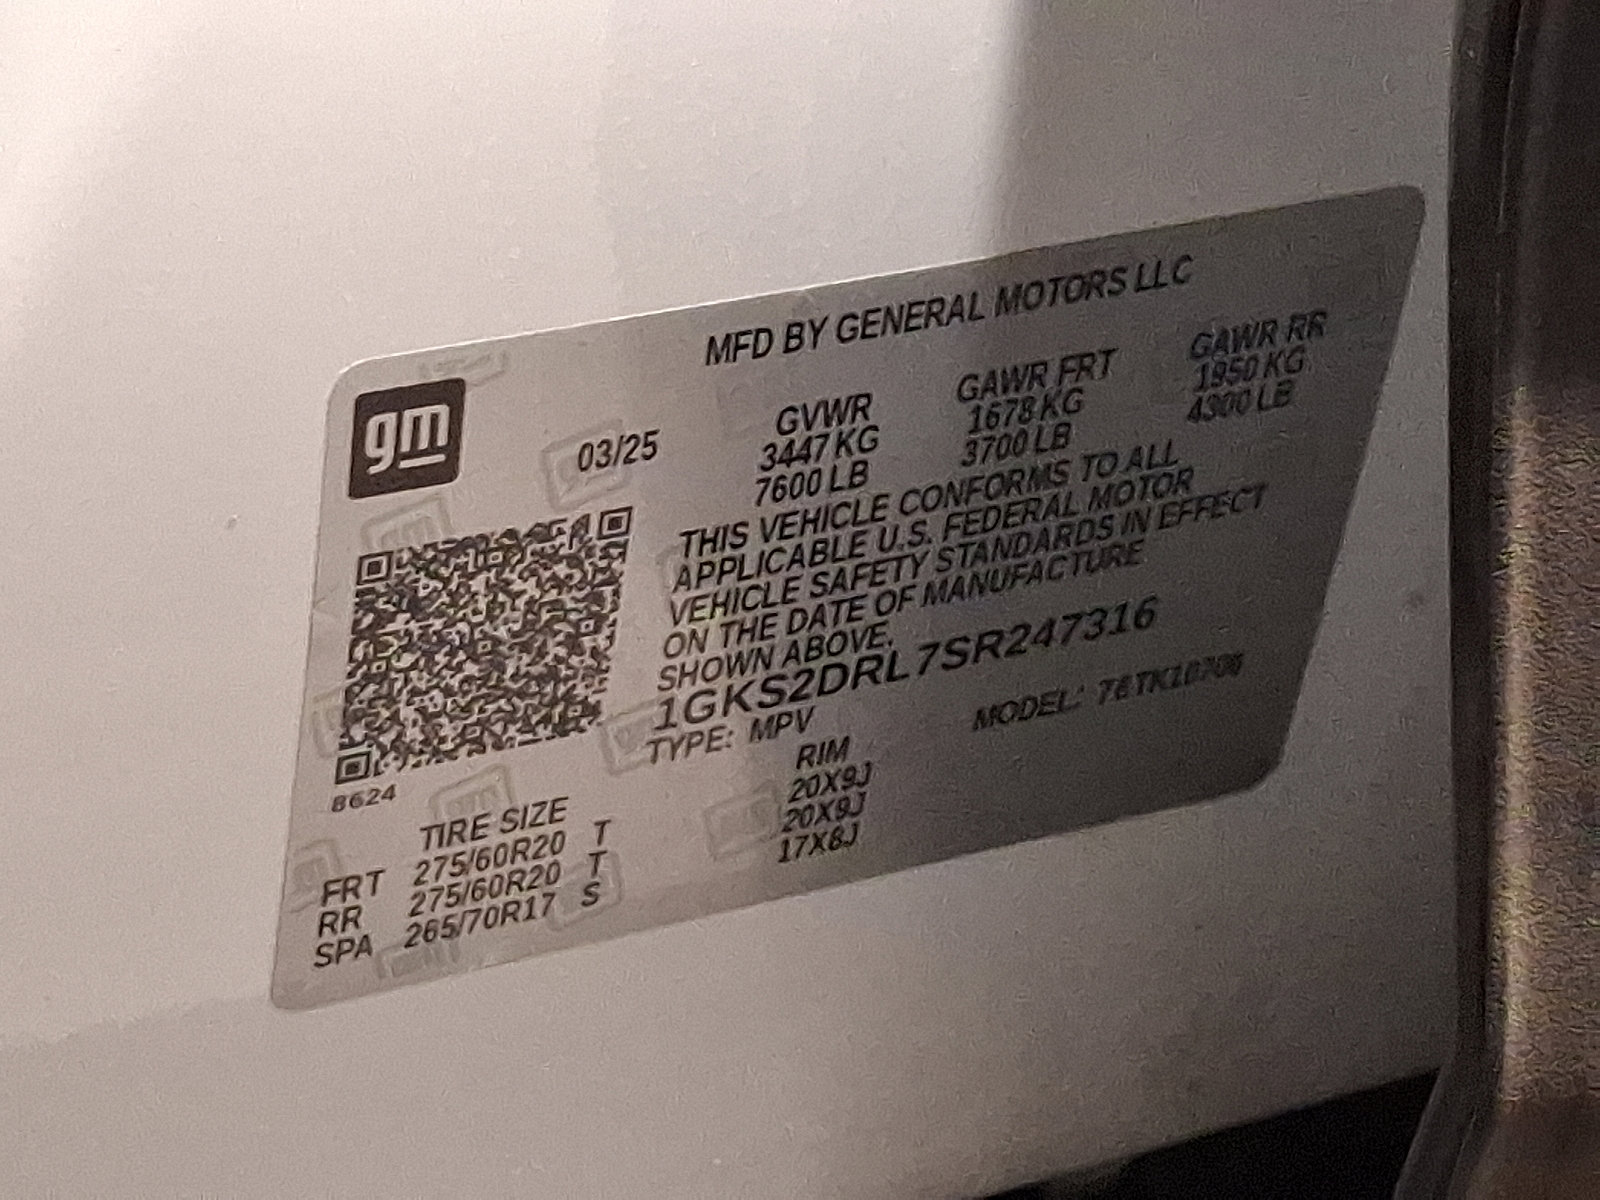 MFD BY GENERAL MOTORS LLC
gm
03/25
GVWR GAWR FRT GAWR RR
3447 KG 1678 KG 1950 KG
7600 LB 3700 LB 4300 LB
THIS VEHICLE CONFORMS TO ALL
APPLICABLE U.S. FEDERAL MOTOR
VEHICLE SAFETY STANDARDS IN EFFECT
ON THE DATE OF MANUFACTURE
SHOWN ABOVE.
1GKS2DRL7SR247316
TYPE: MPV MODEL:
8624
TIRE SIZE RIM
FRT 275/60R20 T 20X9J
RR 275/60R20 T 20X9J
SPA 265/70R17 S 17X8J